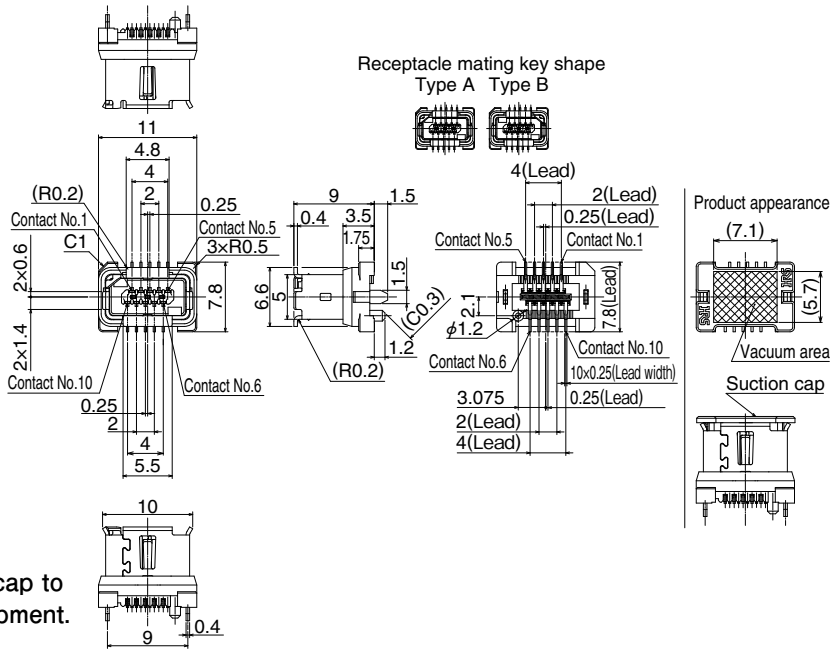 Receptacle mating key shape
Type A Type B
11
4.8
4
2
(R0.2)
0.25
Contact No.1
Contact No.5
C1
3×R0.5
2×0.6
2×1.4
7.8
Contact No.10
Contact No.6
0.25
2
4
5.5
9
1.5
0.4
3.5
1.75
6.6
5
1.5
(C0.3)
(R0.2)
1.2
4(Lead)
2(Lead)
0.25(Lead)
Contact No.5
Contact No.1
2.1
7.8(Lead)
ϕ1.2
Contact No.6
Contact No.10
10x0.25(Lead width)
3.075
0.25(Lead)
2(Lead)
4(Lead)
Product appearance
(7.1)
(5.7)
Vacuum area
Suction cap
10
9
0.4
cap to
pment.